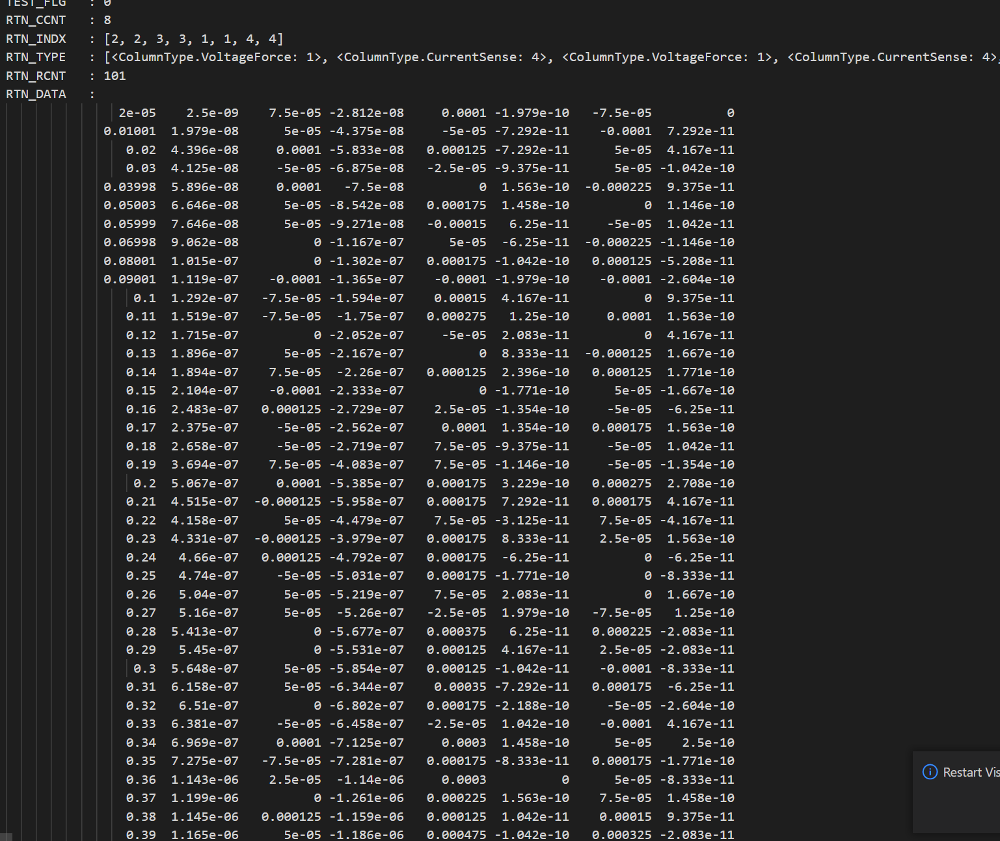 TEST_FLG   : 0
RTN_CCNT   : 8
RTN_INDX   : [2, 2, 3, 3, 1, 1, 4, 4]
RTN_TYPE   : [<ColumnType.VoltageForce: 1>, <ColumnType.CurrentSense: 4>, <ColumnType.VoltageForce: 1>, <ColumnType.CurrentSense: 4>,
RTN_RCNT   : 101
RTN_DATA   :
2e-05 2.5e-09 7.5e-05 -2.812e-08 0.0001 -1.979e-10 -7.5e-05 0
0.01001 1.979e-08 5e-05 -4.375e-08 -5e-05 -7.292e-11 -0.0001 7.292e-11
0.02 4.396e-08 0.0001 -5.833e-08 0.000125 -7.292e-11 5e-05 4.167e-11
0.03 4.125e-08 -5e-05 -6.875e-08 -2.5e-05 -9.375e-11 5e-05 -1.042e-10
0.03998 5.896e-08 0.0001 -7.5e-08 0 1.563e-10 -0.000225 9.375e-11
0.05003 6.646e-08 5e-05 -8.542e-08 0.000175 1.458e-10 0 1.146e-10
0.05999 7.646e-08 5e-05 -9.271e-08 -0.00015 6.25e-11 -5e-05 1.042e-11
0.06998 9.062e-08 0 -1.167e-07 5e-05 -6.25e-11 -0.000225 -1.146e-10
0.08001 1.015e-07 0 -1.302e-07 0.000175 -1.042e-10 0.000125 -5.208e-11
0.09001 1.119e-07 -0.0001 -1.365e-07 -0.0001 -1.979e-10 -0.0001 -2.604e-10
0.1 1.292e-07 -7.5e-05 -1.594e-07 0.00015 4.167e-11 0 9.375e-11
0.11 1.519e-07 -7.5e-05 -1.75e-07 0.000275 1.25e-10 0.0001 1.563e-10
0.12 1.715e-07 0 -2.052e-07 -5e-05 2.083e-11 0 4.167e-11
0.13 1.896e-07 5e-05 -2.167e-07 0 8.333e-11 -0.000125 1.667e-10
0.14 1.894e-07 7.5e-05 -2.26e-07 0.000125 2.396e-10 0.000125 1.771e-10
0.15 2.104e-07 -0.0001 -2.333e-07 0 -1.771e-10 5e-05 -1.667e-10
0.16 2.483e-07 0.000125 -2.729e-07 2.5e-05 -1.354e-10 -5e-05 -6.25e-11
0.17 2.375e-07 -5e-05 -2.562e-07 0.0001 1.354e-10 0.000175 1.563e-10
0.18 2.658e-07 -5e-05 -2.719e-07 7.5e-05 -9.375e-11 -5e-05 1.042e-11
0.19 3.694e-07 7.5e-05 -4.083e-07 7.5e-05 -1.146e-10 -5e-05 -1.354e-10
0.2 5.067e-07 0.0001 -5.385e-07 0.000175 3.229e-10 0.000275 2.708e-10
0.21 4.515e-07 -0.000125 -5.958e-07 0.000175 7.292e-11 0.000175 4.167e-11
0.22 4.158e-07 5e-05 -4.479e-07 7.5e-05 -3.125e-11 7.5e-05 -4.167e-11
0.23 4.331e-07 -0.000125 -3.979e-07 0.000175 8.333e-11 2.5e-05 1.563e-10
0.24 4.66e-07 0.000125 -4.792e-07 0.000175 -6.25e-11 0 -6.25e-11
0.25 4.74e-07 -5e-05 -5.031e-07 0.000175 -1.771e-10 0 -8.333e-11
0.26 5.04e-07 5e-05 -5.219e-07 7.5e-05 2.083e-11 0 1.667e-10
0.27 5.16e-07 5e-05 -5.26e-07 -2.5e-05 1.979e-10 -7.5e-05 1.25e-10
0.28 5.413e-07 0 -5.677e-07 0.000375 6.25e-11 0.000225 -2.083e-11
0.29 5.45e-07 0 -5.531e-07 0.000125 4.167e-11 2.5e-05 -2.083e-11
0.3 5.648e-07 5e-05 -5.854e-07 0.000125 -1.042e-11 -0.0001 -8.333e-11
0.31 6.158e-07 5e-05 -6.344e-07 0.00035 -7.292e-11 0.000175 -6.25e-11
0.32 6.51e-07 0 -6.802e-07 0.000175 -2.188e-10 -5e-05 -2.604e-10
0.33 6.381e-07 -5e-05 -6.458e-07 -2.5e-05 1.042e-10 -0.0001 4.167e-11
0.34 6.969e-07 0.0001 -7.125e-07 0.0003 1.458e-10 5e-05 2.5e-10
0.35 7.275e-07 -7.5e-05 -7.281e-07 0.000175 -8.333e-11 0.000175 -1.771e-10
0.36 1.143e-06 2.5e-05 -1.14e-06 0.0003 0 5e-05 -8.333e-11
0.37 1.199e-06 0 -1.261e-06 0.000225 1.563e-10 7.5e-05 1.458e-10
0.38 1.145e-06 0.000125 -1.159e-06 0.000125 1.042e-11 0.00015 9.375e-11
0.39 1.165e-06 5e-05 -1.186e-06 0.000475 -1.042e-10 0.000325 -2.083e-11
Restart Vis